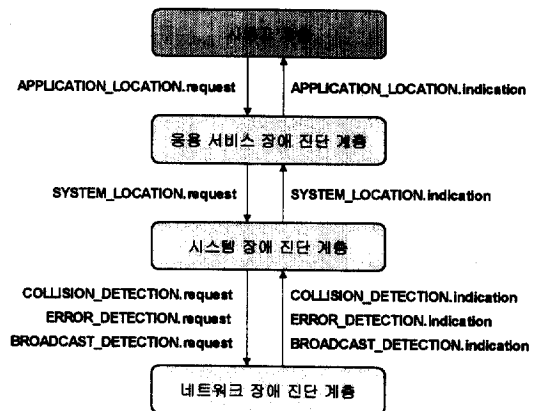 APPLICATION_LOCATION.request
APPLICATION_LOCATION.indication
응용 서비스 장애 진단 계층
SYSTEM_LOCATION.request
SYSTEM_LOCATION.indication
시스템 장애 진단 계층
COLLISION_DETECTION.request
ERROR_DETECTION.request
BROADCAST_DETECTION.request
COLLISION_DETECTION.indication
ERROR_DETECTION.indication
BROADCAST_DETECTION.indication
네트워크 장애 진단 계층